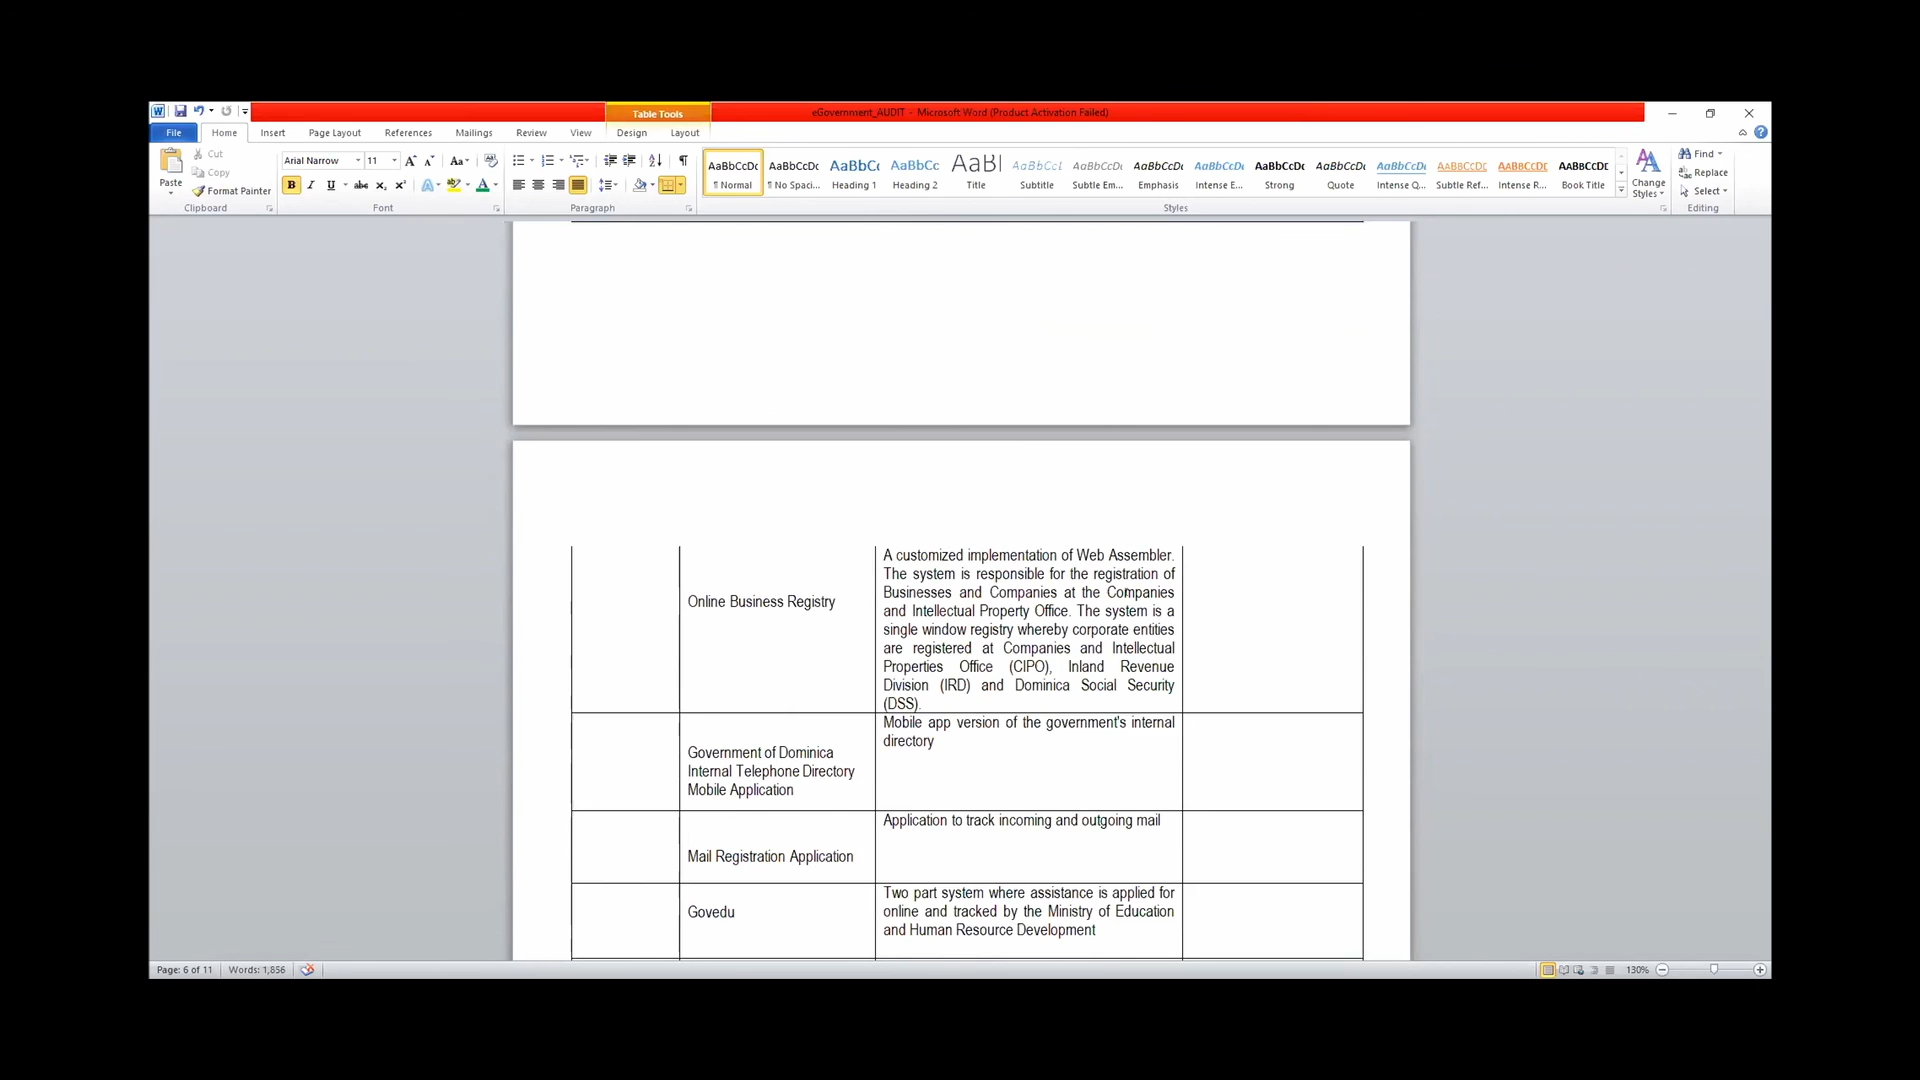 Table Tools
eGovernment_AUDIT - Microsoft Word (Product Activation Failed)
File Home Insert Page Layout References Mailings Review View Design Layout
Paste
Cut
Copy
Format Painter
Clipboard
Arial Narrow 11
Font
Paragraph
AaBbCcDc AaBbCcDc AaBbCc AaBbCc AaBl AaBbCcL AaBbCcDc AaBbCcDc AaBbCcDc AaBbCcDc AaBbCcDc AaBbCcDc AaBbCcDc AaBbCcDc AaBbCcDc
¶ Normal ¶ No Spaci... Heading 1 Heading 2 Title Subtitle Subtle Em... Emphasis Intense E... Strong Quote Intense Q... Subtle Ref... Intense R... Book Title
Styles
Change
Styles
Find
Replace
Select
Editing
Online Business Registry
A customized implementation of Web Assembler.
The system is responsible for the registration of
Businesses and Companies at the Companies
and Intellectual Property Office. The system is a
single window registry whereby corporate entities
are registered at Companies and Intellectual
Properties Office (CIPO), Inland Revenue
Division (IRD) and Dominica Social Security
(DSS).
Government of Dominica
Internal Telephone Directory
Mobile Application
Mobile app version of the government's internal
directory
Mail Registration Application
Application to track incoming and outgoing mail
Govedu
Two part system where assistance is applied for
online and tracked by the Ministry of Education
and Human Resource Development
Page: 6 of 11 Words: 1,856 130%